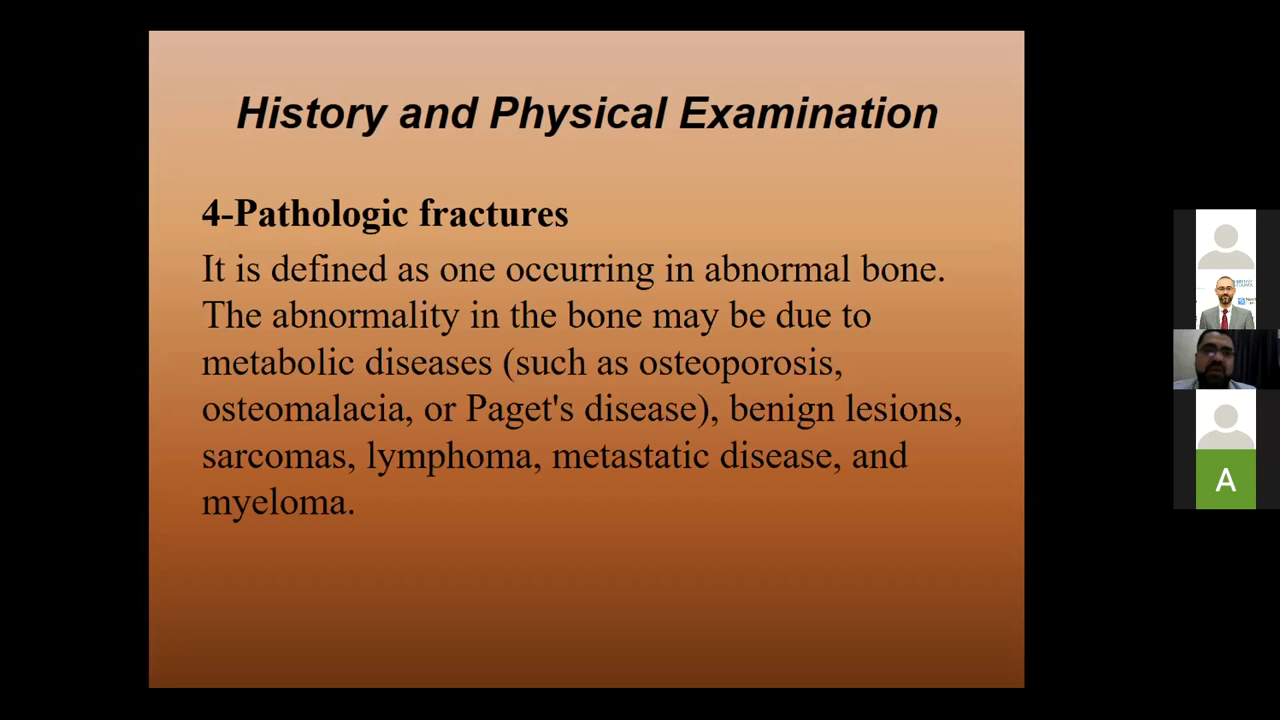 History and Physical Examination
4-Pathologic fractures
It is defined as one occurring in abnormal bone.
The abnormality in the bone may be due to
metabolic diseases (such as osteoporosis,
osteomalacia, or Paget's disease), benign lesions,
sarcomas, lymphoma, metastatic disease, and
myeloma.
A